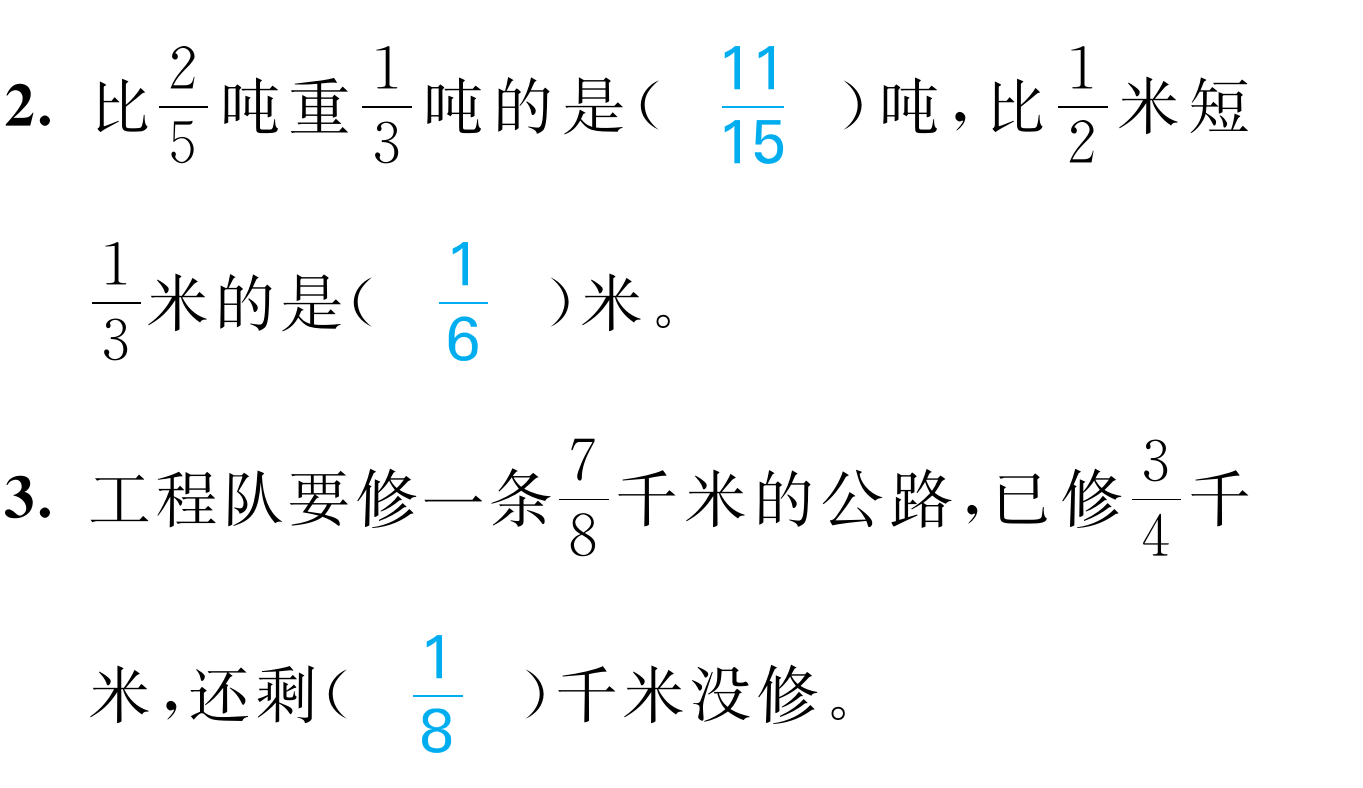 2. 比2/5吨重1/3吨的是( 11/15 )吨,比1/2米短
1/3米的是( 1/6 )米。
3. 工程队要修一条7/8千米的公路,已修3/4千
米,还剩( 1/8 )千米没修。